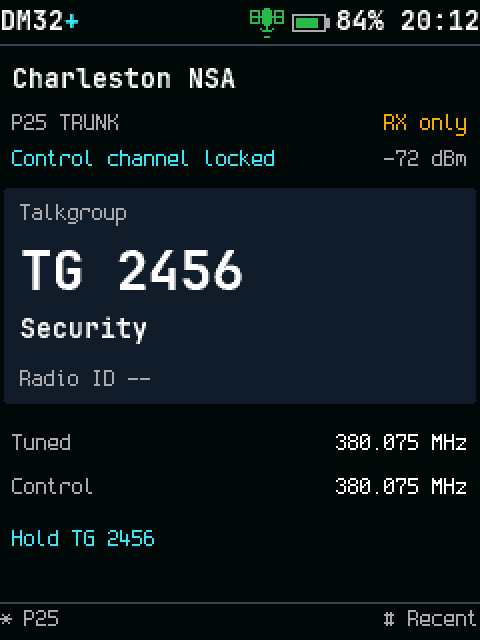 DM32+ 84% 20:12
Charleston NSA
P25 TRUNK RX only
Control channel locked -72 dBm
Talkgroup
TG 2456
Security
Radio ID --
Tuned 380.075 MHz
Control 380.075 MHz
Hold TG 2456
* P25 # Recent